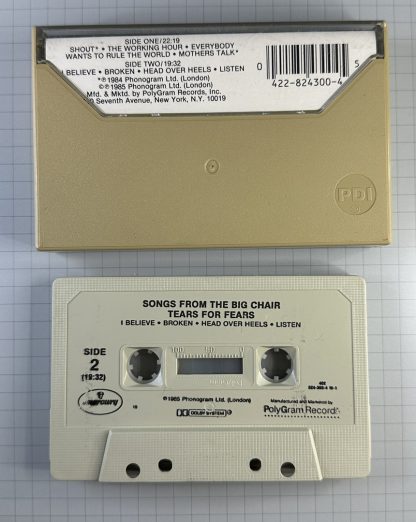 SIDE ONE/22:19
SHOUT* • THE WORKING HOUR • EVERYBODY
WANTS TO RULE THE WORLD • MOTHERS TALK*
SIDE TWO/19:32
I BELIEVE • BROKEN • HEAD OVER HEELS • LISTEN
*℗ 1984 Phonogram Ltd. (London)
©℗ 1985 Phonogram Ltd. (London)
Mfd. & Mktd. by PolyGram Records, Inc.
Seventh Avenue, New York, N.Y. 10019
0 5
422-824300-4
PDI
SONGS FROM THE BIG CHAIR
TEARS FOR FEARS
I BELIEVE • BROKEN • HEAD OVER HEELS • LISTEN
SIDE
2
(19:32)
mercury
100 50
℗ 1985 Phonogram Ltd. (London)
DOLBY SYSTEM
Manufactured and Marketed by
PolyGram Records